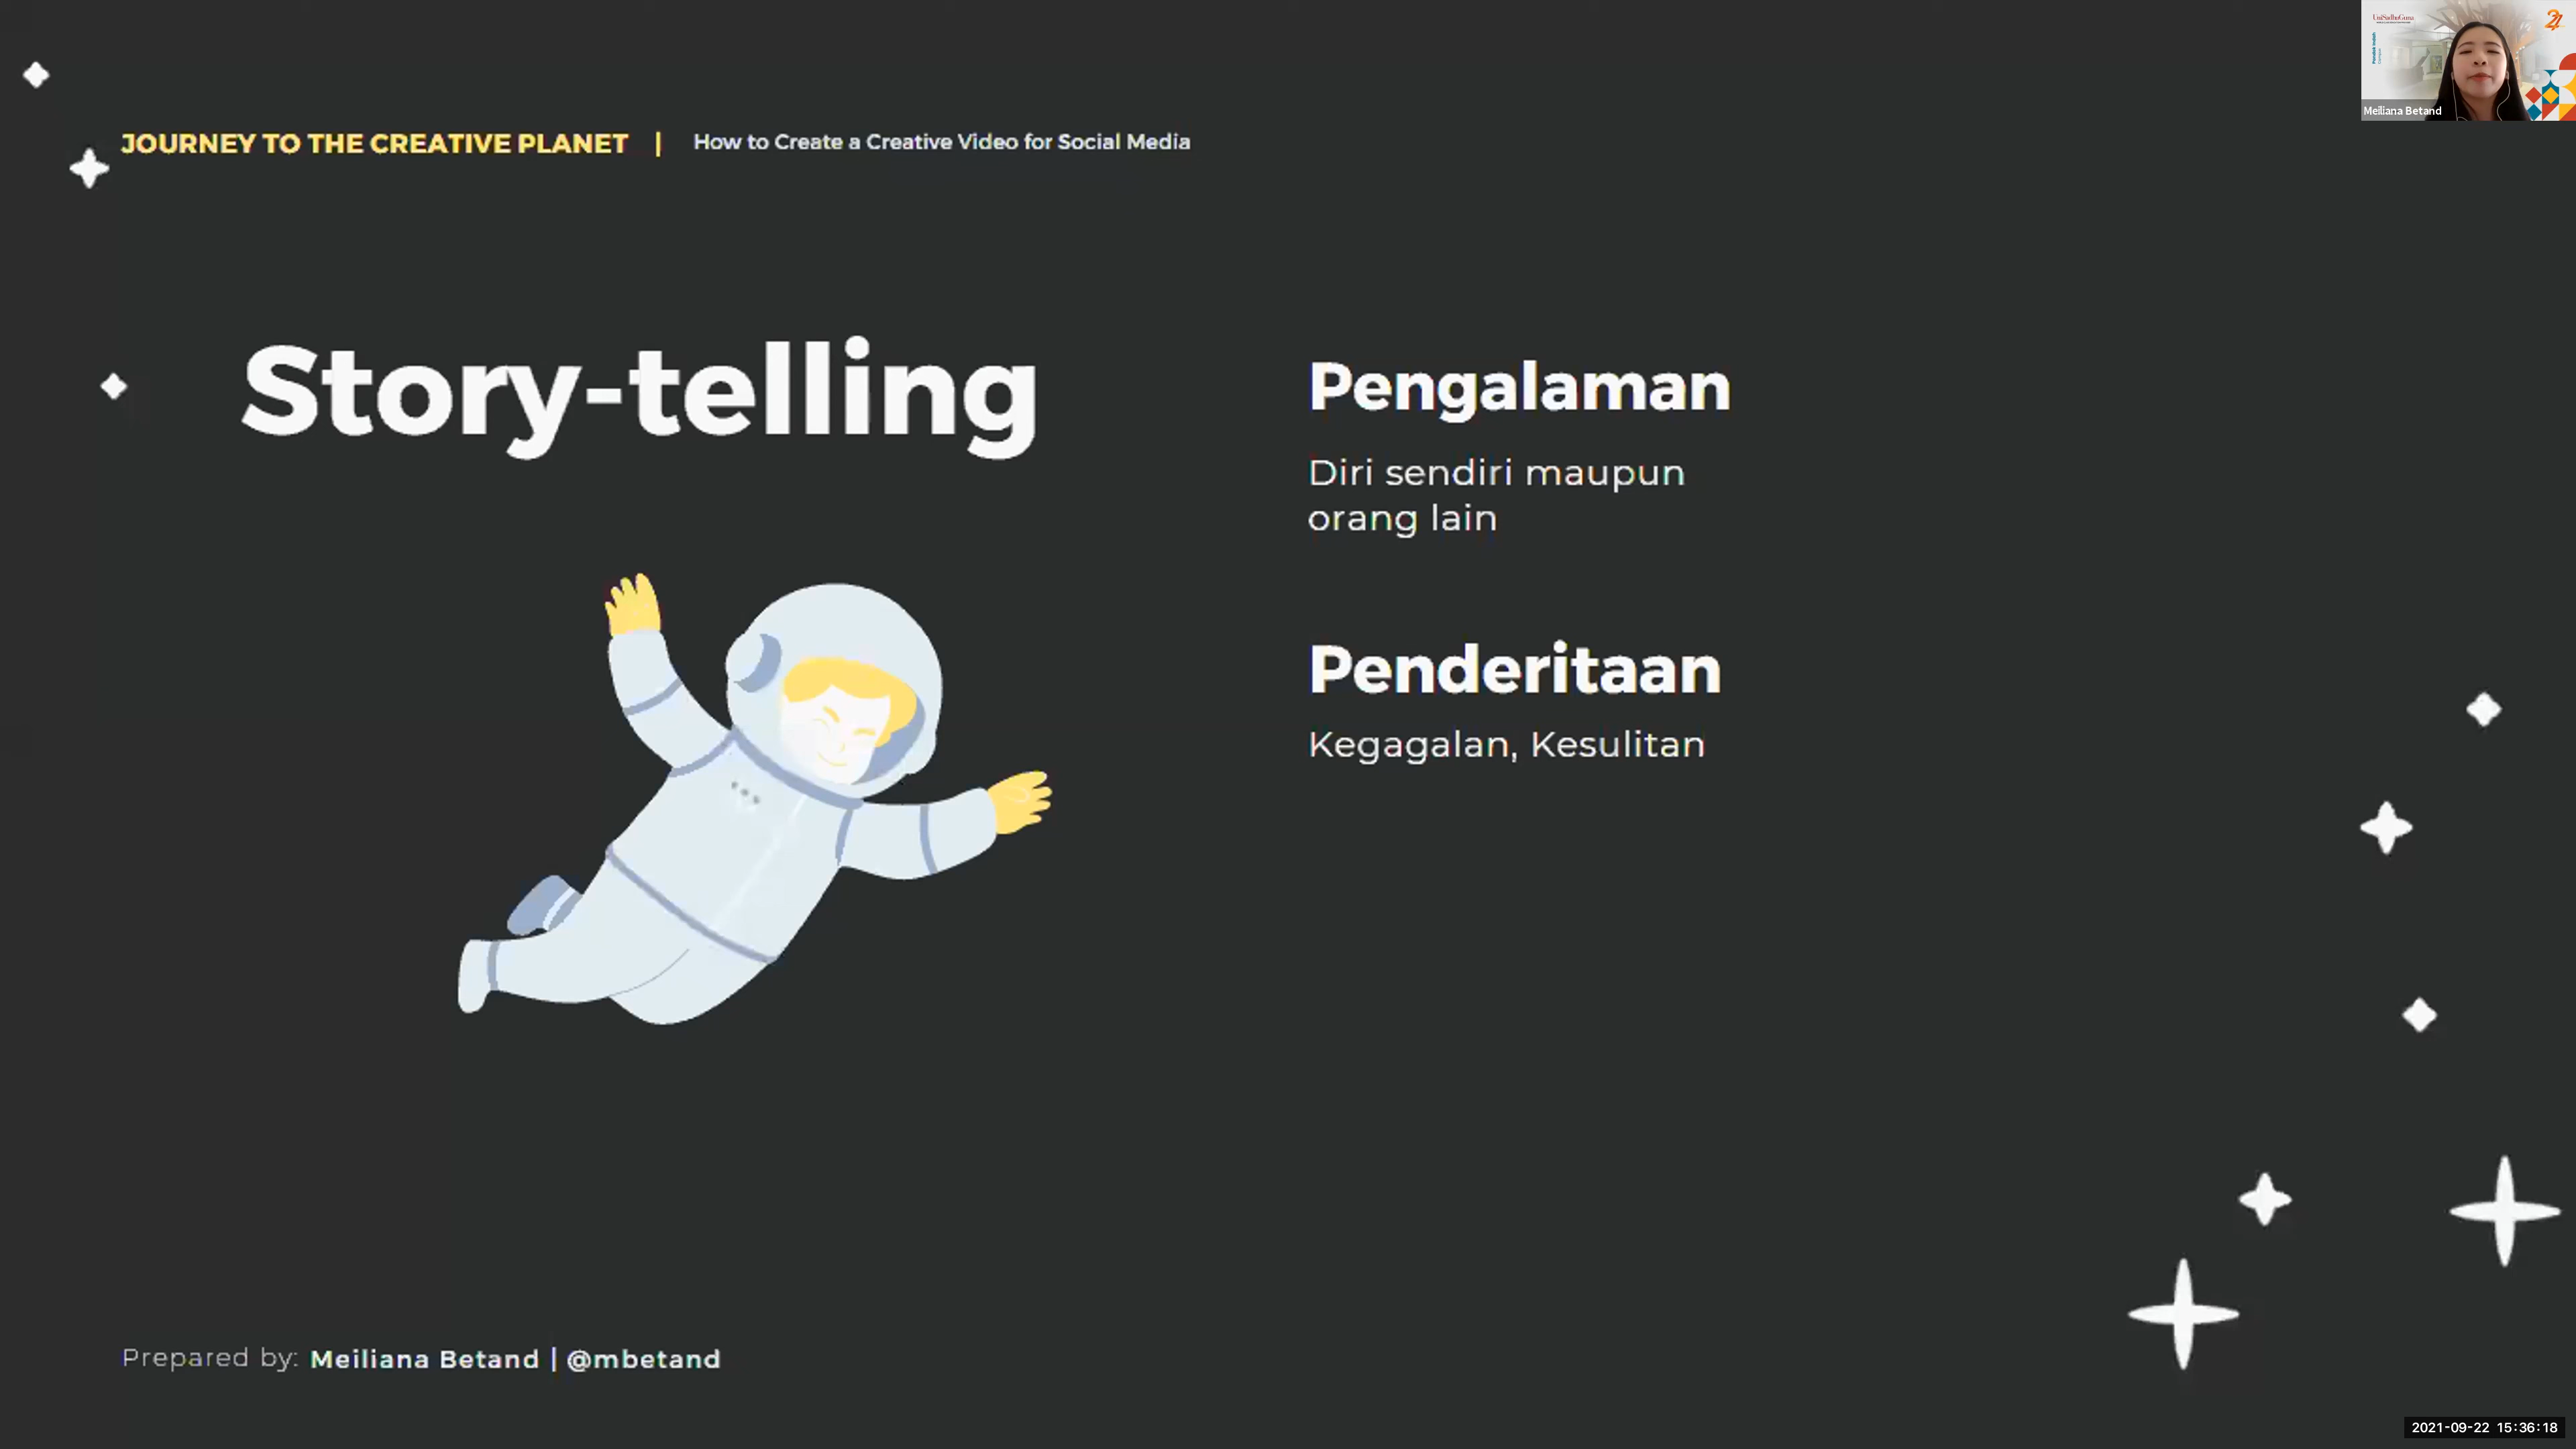 JOURNEY TO THE CREATIVE PLANET | How to Create a Creative Video for Social Media
Story-telling
Pengalaman
Diri sendiri maupun
orang lain
Penderitaan
Kegagalan, Kesulitan
Prepared by: Meiliana Betand | @mbetand
UniSadhuGuna
Meiliana Betand
2021-09-22 15:36:18